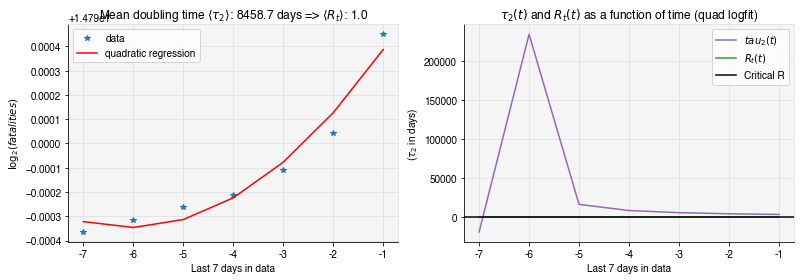 Mean doubling time ⟨τ₂⟩: 8458.7 days => ⟨Rₜ⟩: 1.0
data
quadratic regression
0.0004
0.0003
0.0002
0.0001
0.0000
−0.0001
−0.0002
−0.0003
−0.0004
log₂(fatalities)
-7 -6 -5 -4 -3 -2 -1
Last 7 days in data
τ₂(t) and Rₜ(t) as a function of time (quad logfit)
tau₂(t)
Rₜ(t)
Critical R
200000
150000
100000
50000
0
(τ₂ in days)
-7 -6 -5 -4 -3 -2 -1
Last 7 days in data